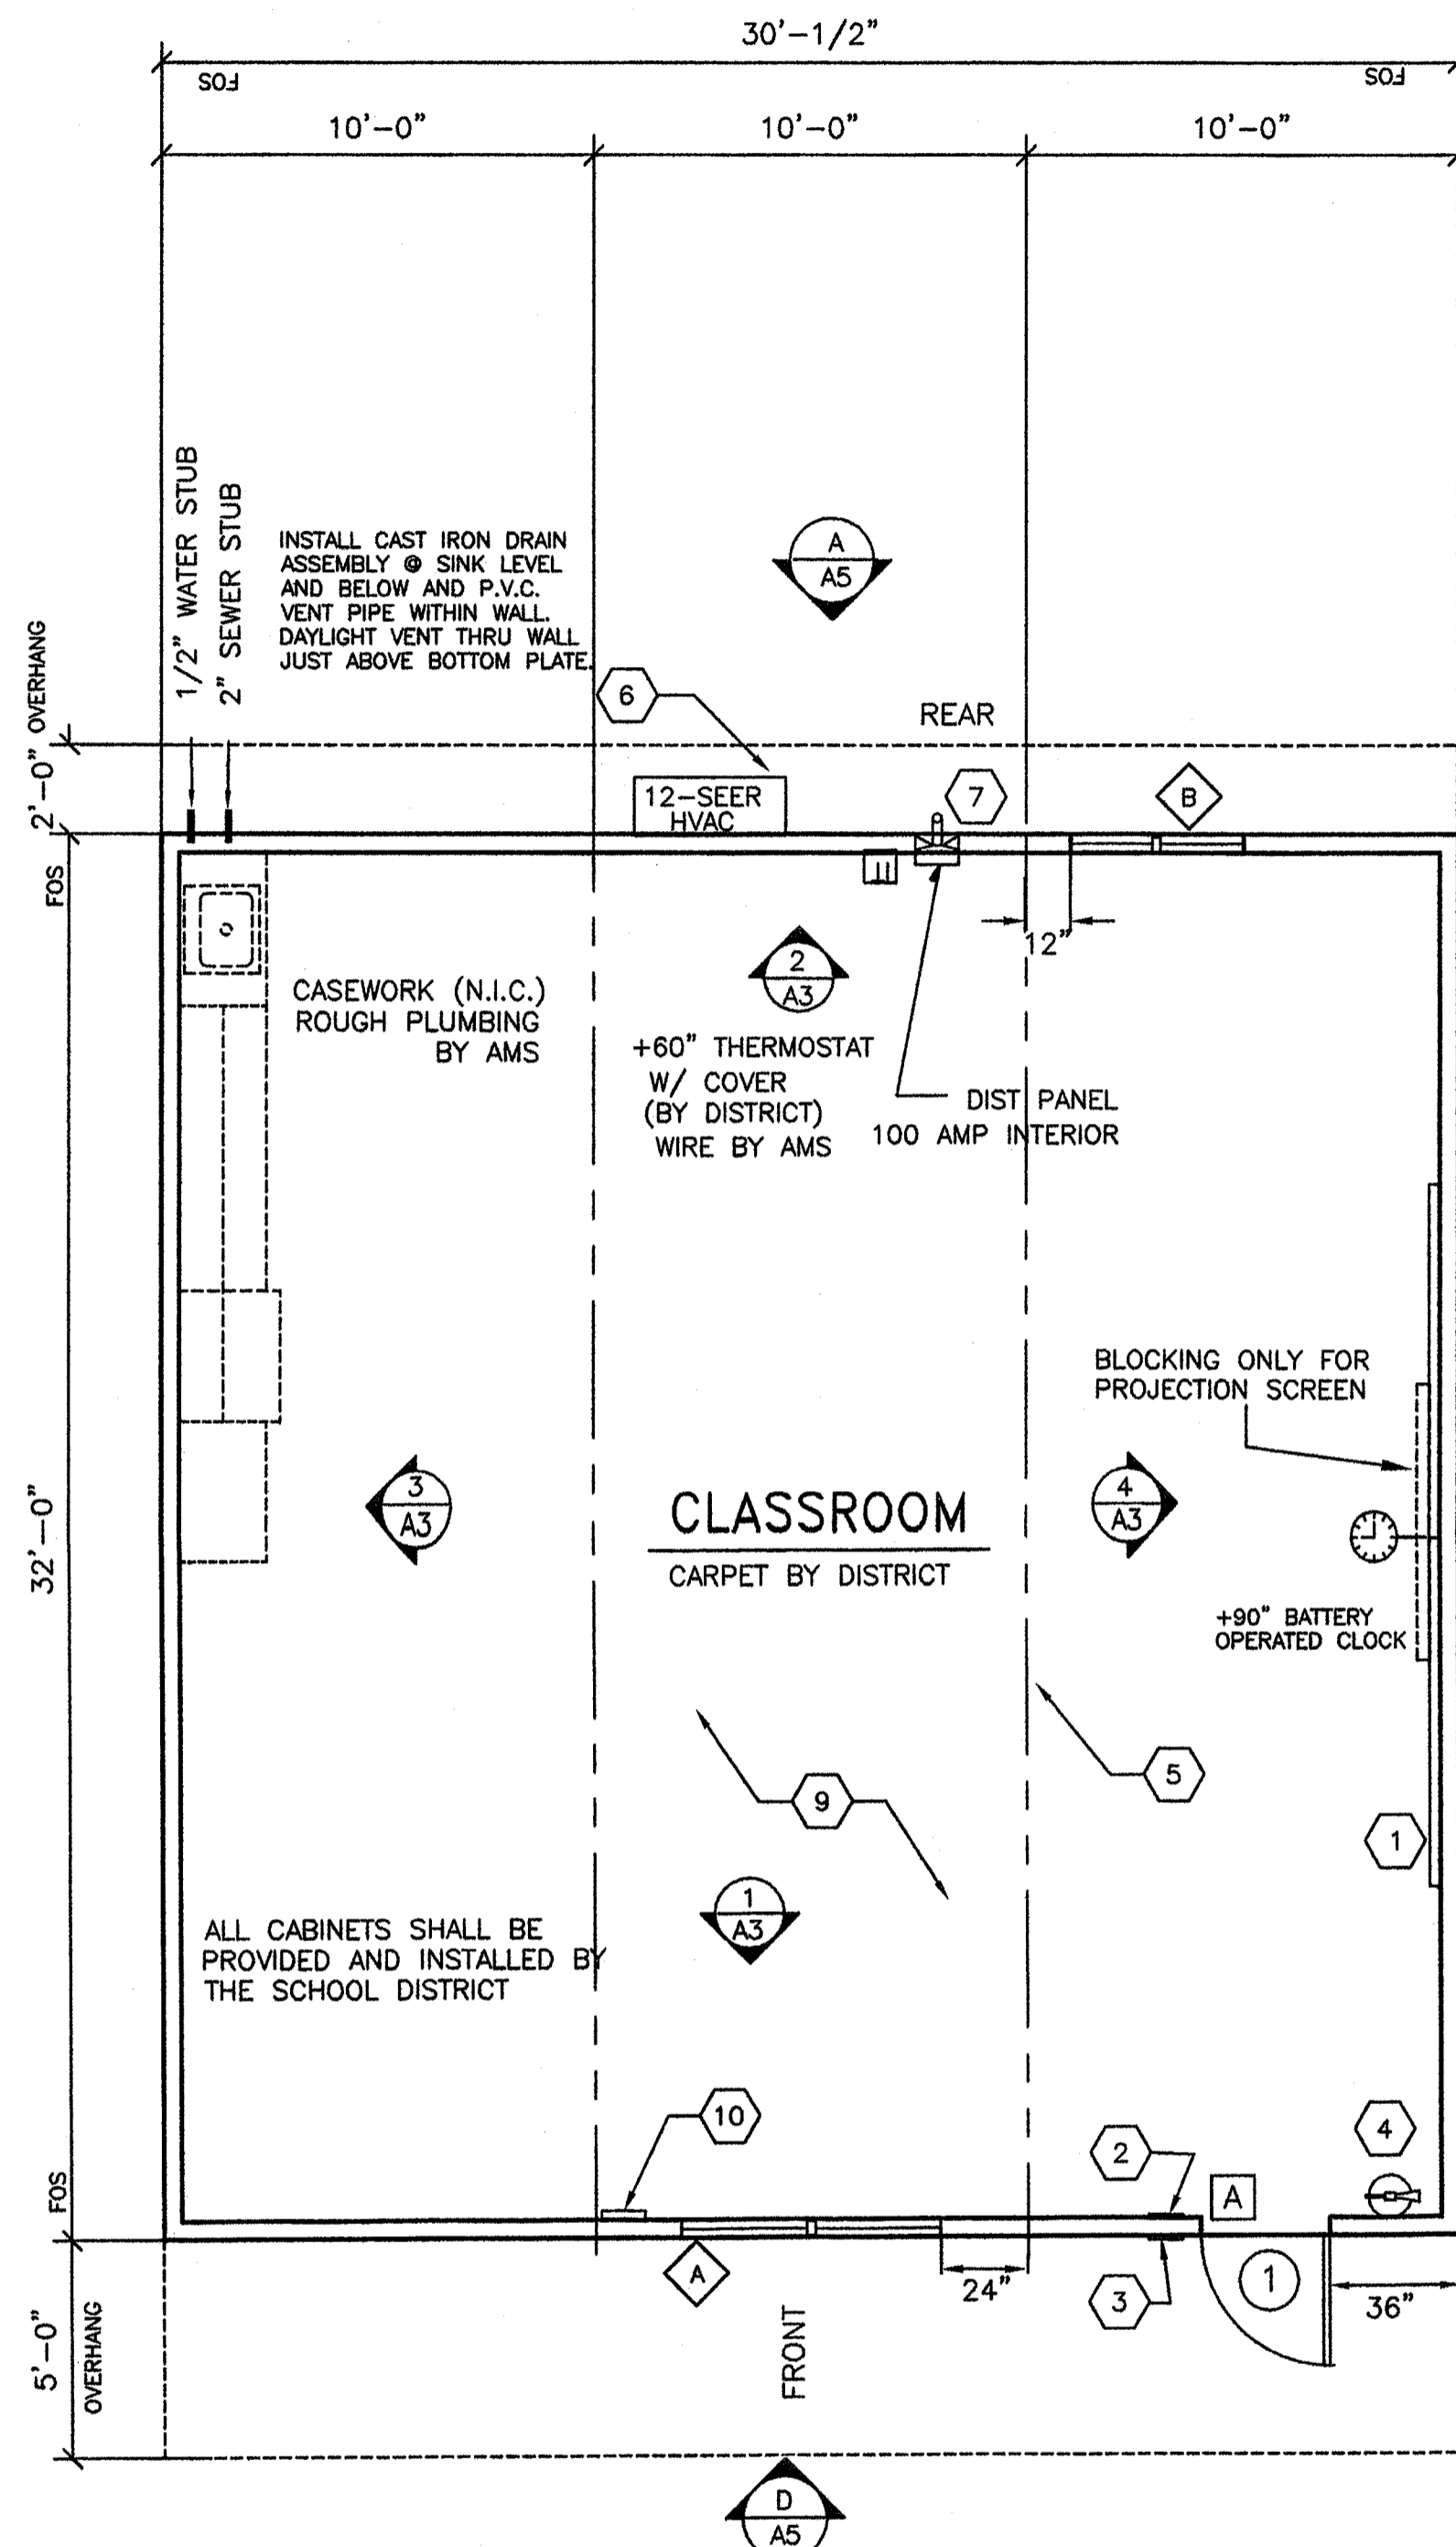 30'-1/2"
FOS
FOS
10'-0"
10'-0"
10'-0"
1/2" WATER STUB
2" SEWER STUB
INSTALL CAST IRON DRAIN
ASSEMBLY @ SINK LEVEL
AND BELOW AND P.V.C.
VENT PIPE WITHIN WALL.
DAYLIGHT VENT THRU WALL
JUST ABOVE BOTTOM PLATE.
A
A5
2'-0" OVERHANG
6
REAR
12-SEER
HVAC
7
B
FOS
12"
2
A3
CASEWORK (N.I.C.)
ROUGH PLUMBING
BY AMS
+60" THERMOSTAT
W/ COVER
(BY DISTRICT)
WIRE BY AMS
DIST PANEL
100 AMP INTERIOR
BLOCKING ONLY FOR
PROJECTION SCREEN
32'-0"
3
A3
CLASSROOM
CARPET BY DISTRICT
4
A3
+90" BATTERY
OPERATED CLOCK
5
9
1
1
A3
ALL CABINETS SHALL BE
PROVIDED AND INSTALLED BY
THE SCHOOL DISTRICT
10
2
4
A
FOS
A
24"
3
1
36"
5'-0"
OVERHANG
FRONT
D
A5